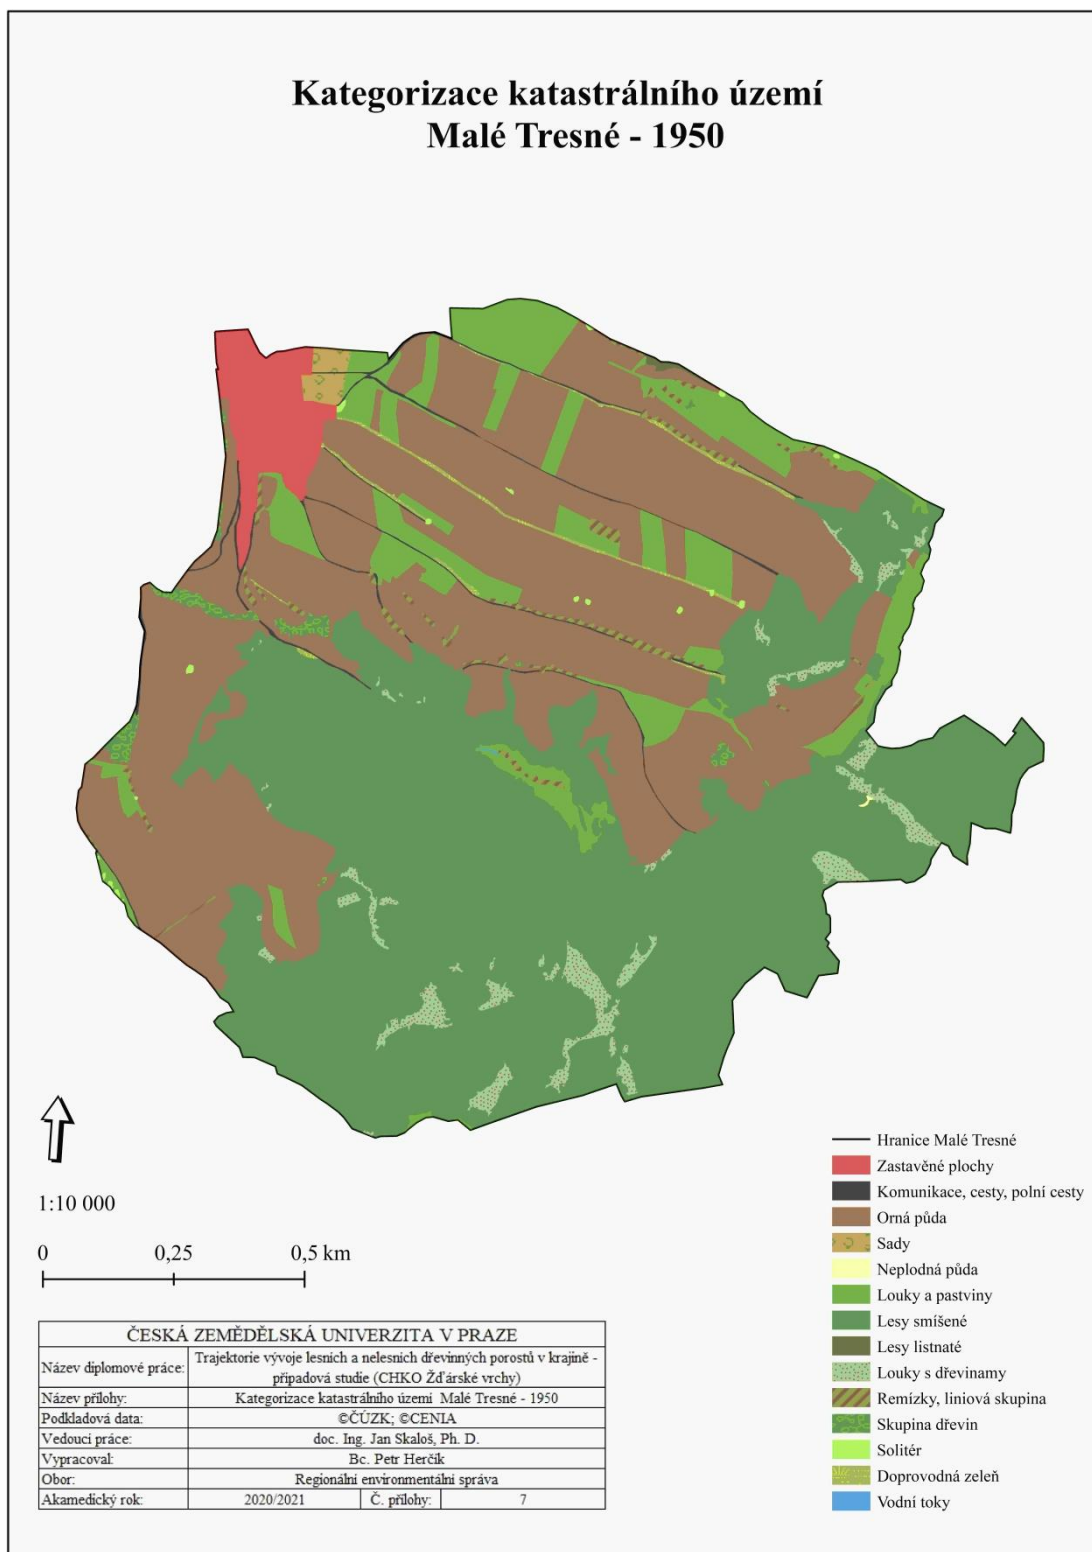 Kategorizace katastrálního území
Malé Tresné - 1950
1:10 000
0 0,25 0,5 km
Hranice Malé Tresné
Zastavěné plochy
Komunikace, cesty, polní cesty
Orná půda
Sady
Neplodná půda
Louky a pastviny
Lesy smíšené
Lesy listnaté
Louky s dřevinamy
Remízky, liniová skupina
Skupina dřevin
Solitér
Doprovodná zeleň
Vodní toky
ČESKÁ ZEMĚDĚLSKÁ UNIVERZITA V PRAZE
Název diplomové práce: Trajektorie vývoje lesních a nelesních dřevinných porostů v krajině -
případová studie (CHKO Žďárské vrchy)
Název přílohy: Kategorizace katastrálního území Malé Tresné - 1950
Podkladová data: ©ČÚZK; ©CENIA
Vedoucí práce: doc. Ing. Jan Skaloš, Ph. D.
Vypracoval: Bc. Petr Herčík
Obor: Regionální environmentální správa
Akamedický rok: 2020/2021 Č. přílohy: 7